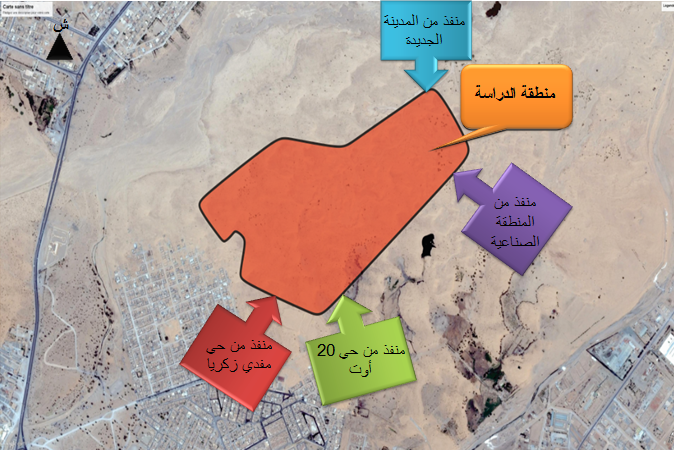 Carte sans titre
ش
منفذ من المدينة
الجديدة
منطقة الدراسة
منفذ من
المنطقة
الصناعية
منفذ من حي 20
أوت
منفذ من حي
مفدي زكريا